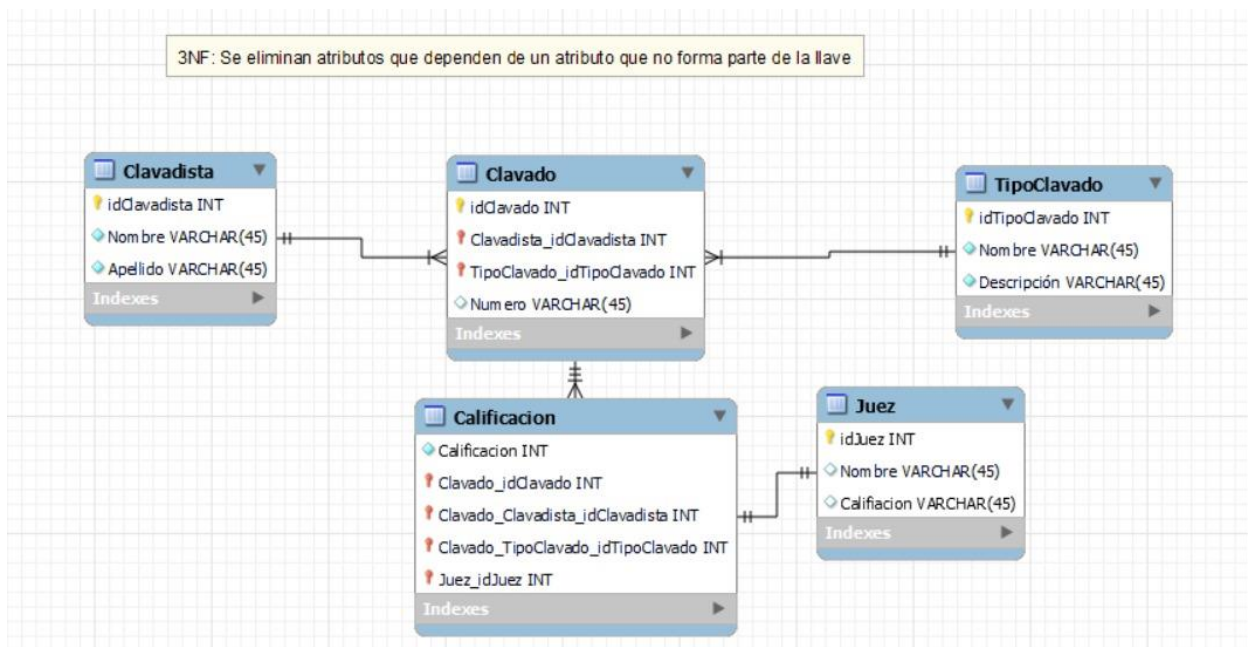 3NF: Se eliminan atributos que dependen de un atributo que no forma parte de la llave
Clavadista
idClavadista INT
Nombre VARCHAR(45)
Apellido VARCHAR(45)
Indexes
Clavado
idClavado INT
Clavadista_idClavadista INT
TipoClavado_idTipoClavado INT
Numero VARCHAR(45)
Indexes
TipoClavado
idTipoClavado INT
Nombre VARCHAR(45)
Descripción VARCHAR(45)
Indexes
Calificacion
Calificacion INT
Clavado_idClavado INT
Clavado_Clavadista_idClavadista INT
Clavado_TipoClavado_idTipoClavado INT
Juez_idJuez INT
Indexes
Juez
idJuez INT
Nombre VARCHAR(45)
Califiacion VARCHAR(45)
Indexes